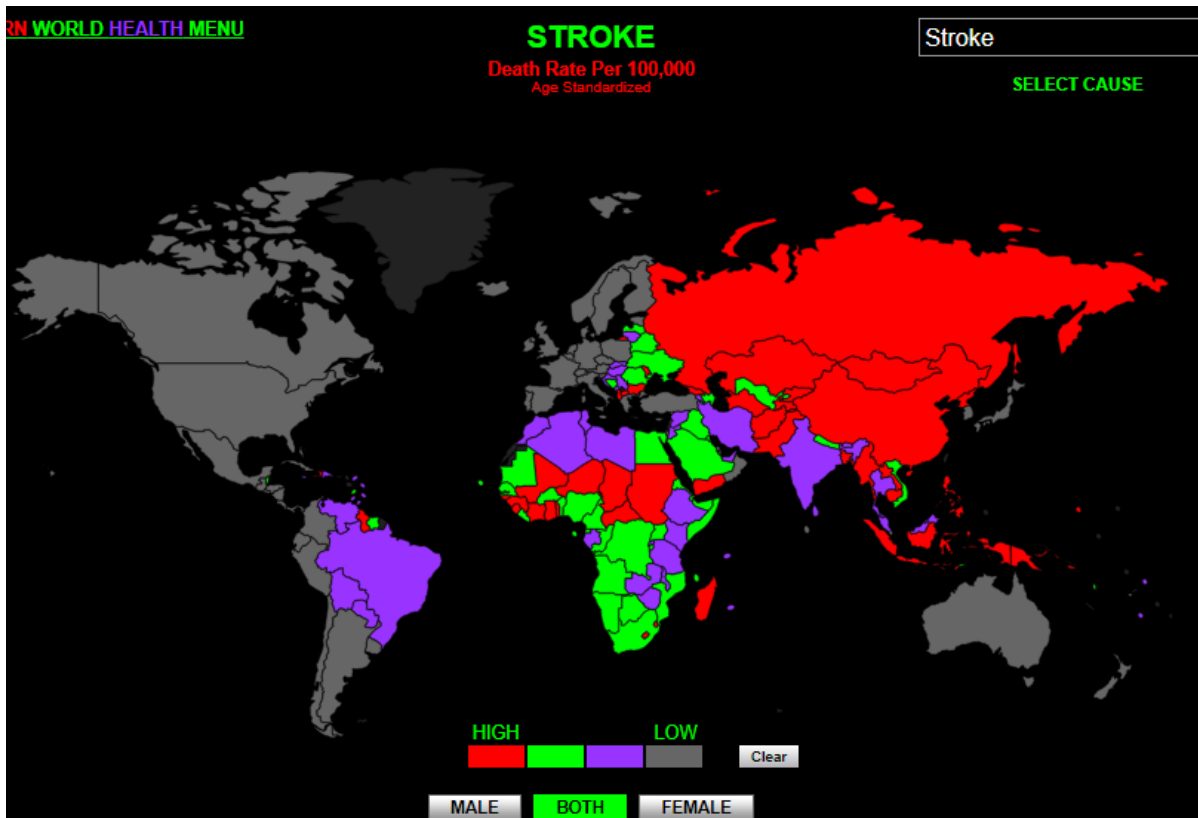 RN WORLD HEALTH MENU
STROKE
Death Rate Per 100,000
Age Standardized
Stroke
SELECT CAUSE
HIGH
LOW
Clear
MALE
BOTH
FEMALE